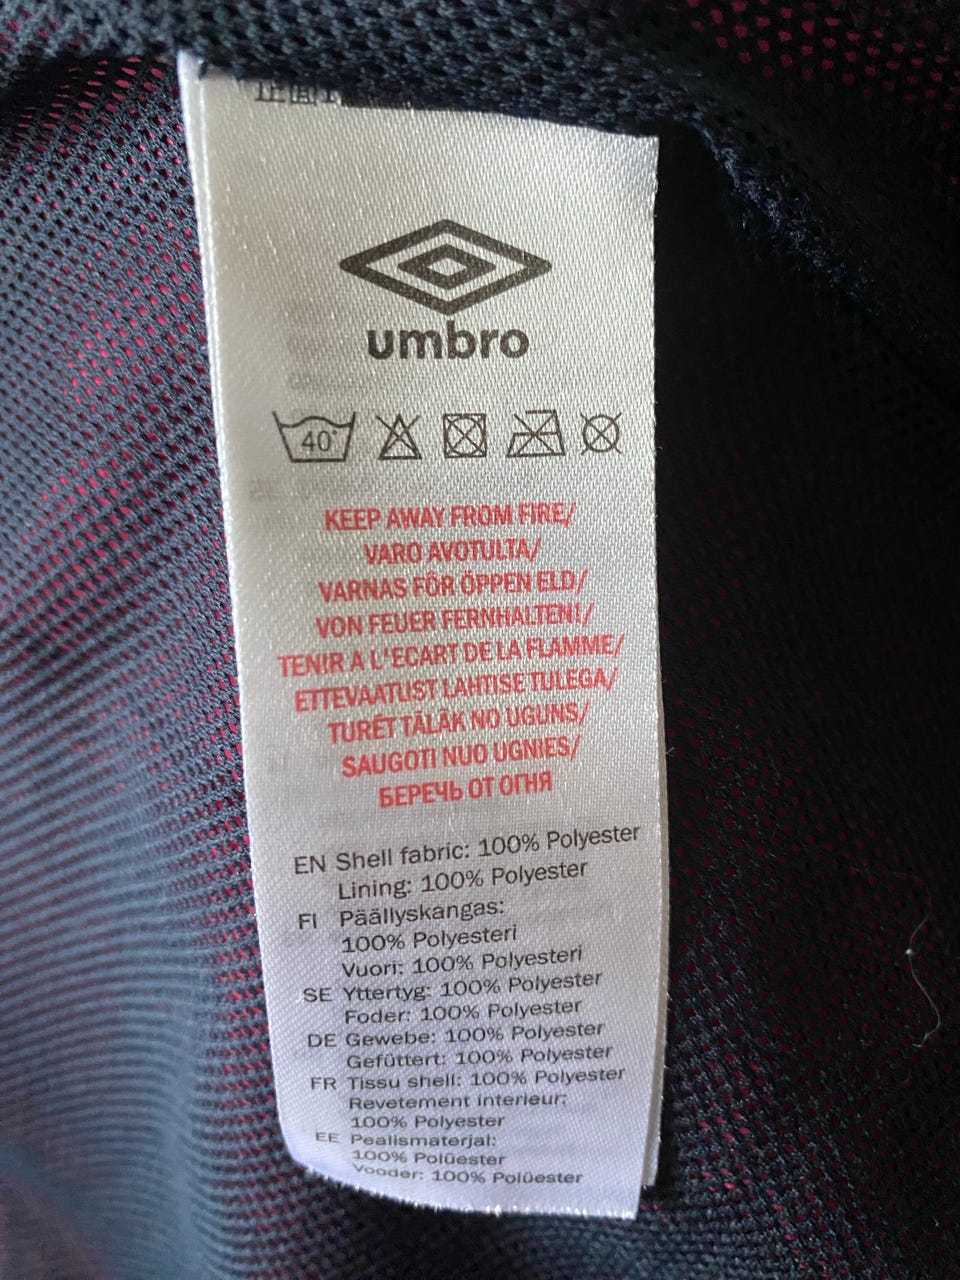 umbro
40°
KEEP AWAY FROM FIRE/
VARO AVOTULTA/
VARNAS FÖR ÖPPEN ELD/
VON FEUER FERNHALTEN!/
TENIR A L'ECART DE LA FLAMME/
ETTEVAATUST LAHTISE TULEGA/
TURĒT TĀLĀK NO UGUNS/
SAUGOTI NUO UGNIES/
БЕРЕЧЬ ОТ ОГНЯ
EN Shell fabric: 100% Polyester
Lining: 100% Polyester
FI Päällyskangas:
100% Polyesteri
Vuori: 100% Polyesteri
SE Yttertyg: 100% Polyester
Foder: 100% Polyester
DE Gewebe: 100% Polyester
Gefüttert: 100% Polyester
FR Tissu shell: 100% Polyester
Revetement interieur:
100% Polyester
EE Pealismaterjal:
100% Polüester
Vooder: 100% Polüester